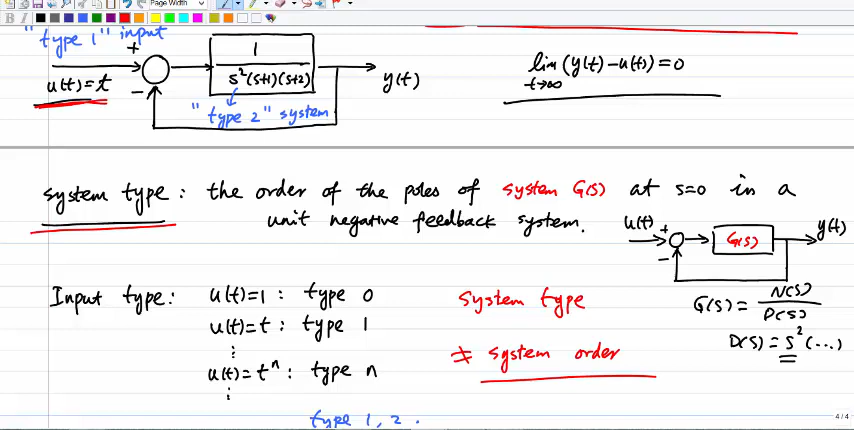 Page Width
B I
"type 1" input
+
u(t)=t
-
1
s²(s+1)(s+2)
"type 2" system
y(t)
lim (y(t)-u(t))=0
t→∞
system type: the order of the poles of system G(s) at s=0 in a
unit negative feedback system.
u(t)
+
-
G(s)
y(t)
G(s) = N(s)
D(s)
D(s) = s²(...)
Input type: u(t)=1: type 0
u(t)=t: type 1
⋮
u(t)=tⁿ: type n
⋮
system type
≠ system order
type 1, 2.
4/4